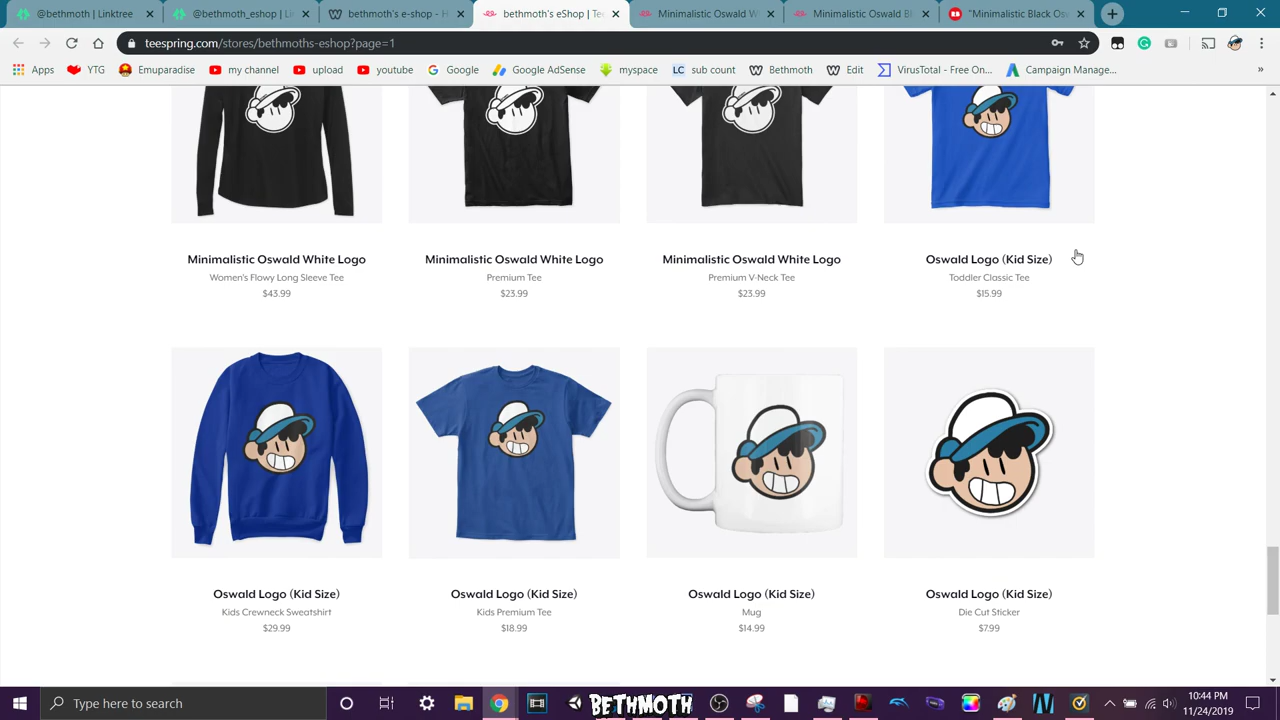 @bethmoth | Linktree
@bethmoth_eshop | Lin
bethmoth's e-shop - H
bethmoth's eShop | Tee
Minimalistic Oswald W
Minimalistic Oswald Bl
"Minimalistic Black Os
teespring.com/stores/bethmoths-eshop?page=1
Apps
YTG
Emuparadise
my channel
upload
youtube
Google
Google AdSense
myspace
LC sub count
Bethmoth
Edit
VirusTotal - Free On...
Campaign Manage...
»
Minimalistic Oswald White Logo
Women's Flowy Long Sleeve Tee
$43.99
Minimalistic Oswald White Logo
Premium Tee
$23.99
Minimalistic Oswald White Logo
Premium V-Neck Tee
$23.99
Oswald Logo (Kid Size)
Toddler Classic Tee
$15.99
Oswald Logo (Kid Size)
Kids Crewneck Sweatshirt
$29.99
Oswald Logo (Kid Size)
Kids Premium Tee
$18.99
Oswald Logo (Kid Size)
Mug
$14.99
Oswald Logo (Kid Size)
Die Cut Sticker
$7.99
Type here to search
BETHMOTH
10:44 PM
11/24/2019